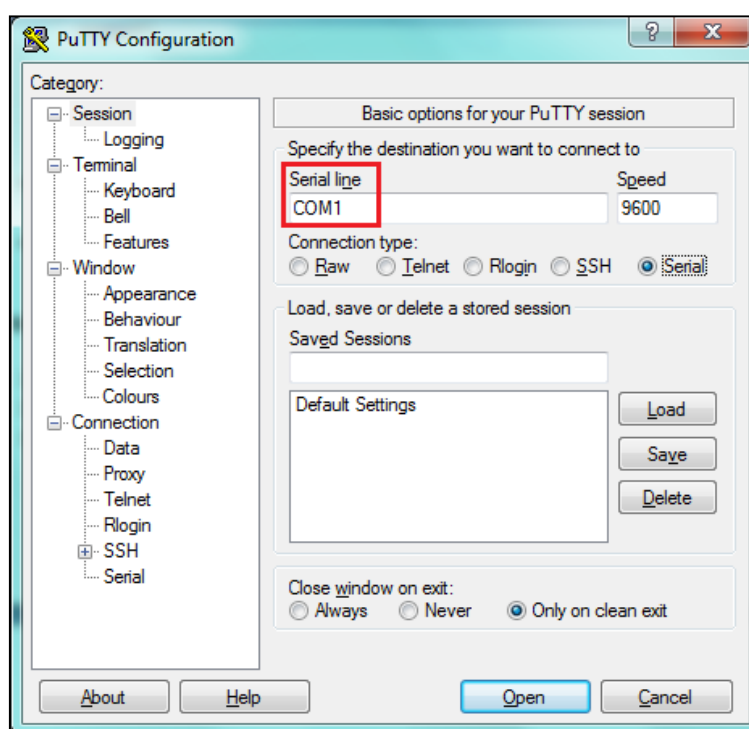 PuTTY Configuration
Category:
Session
Logging
Terminal
Keyboard
Bell
Features
Window
Appearance
Behaviour
Translation
Selection
Colours
Connection
Data
Proxy
Telnet
Rlogin
SSH
Serial
Basic options for your PuTTY session
Specify the destination you want to connect to
Serial line Speed
COM1 9600
Connection type:
Raw Telnet Rlogin SSH Serial
Load, save or delete a stored session
Saved Sessions
Default Settings
Load
Save
Delete
Close window on exit:
Always Never Only on clean exit
About Help Open Cancel